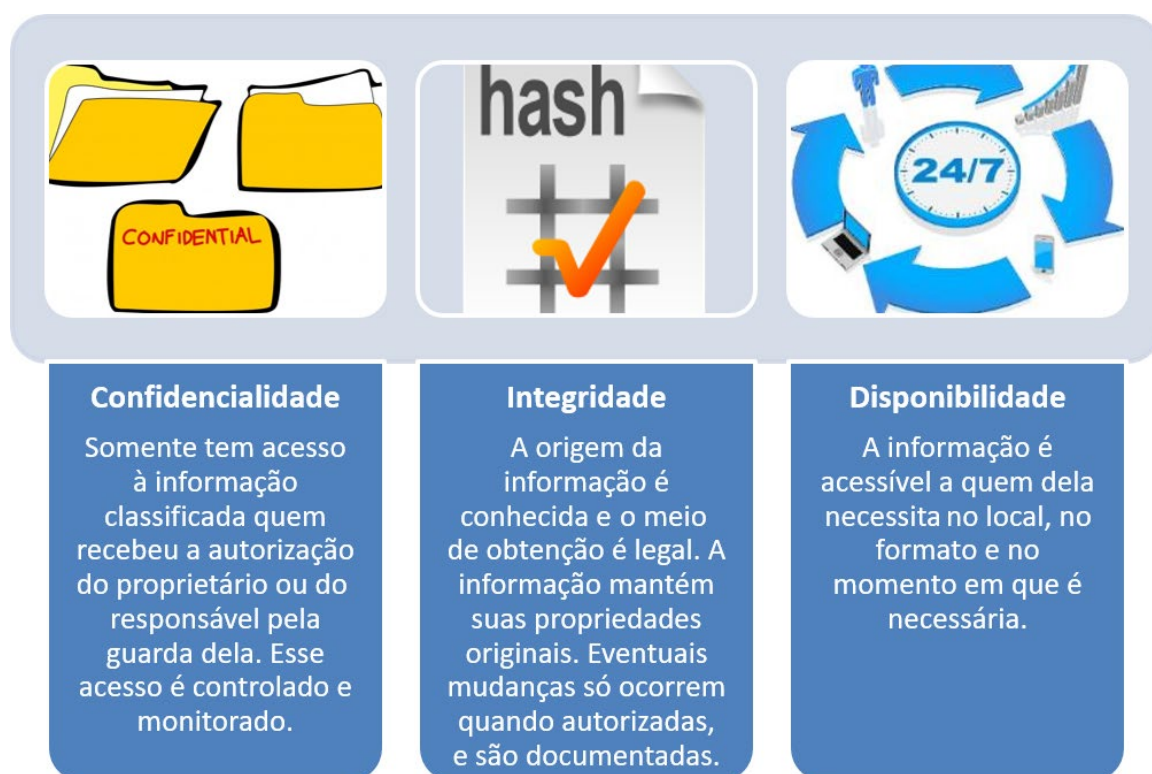 CONFIDENTIAL
hash
24/7
Confidencialidade
Somente tem acesso
à informação
classificada quem
recebeu a autorização
do proprietário ou do
responsável pela
guarda dela. Esse
acesso é controlado e
monitorado.
Integridade
A origem da
informação é
conhecida e o meio
de obtenção é legal. A
informação mantém
suas propriedades
originais. Eventuais
mudanças só ocorrem
quando autorizadas,
e são documentadas.
Disponibilidade
A informação é
acessível a quem dela
necessita no local, no
formato e no
momento em que é
necessária.